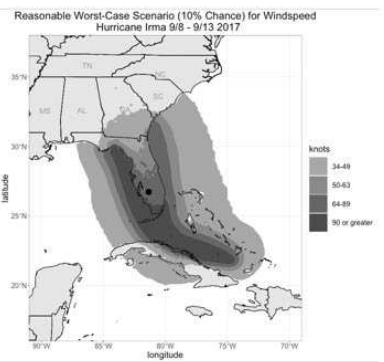 Reasonable Worst-Case Scenario (10% Chance) for Windspeed
Hurricane Irma 9/8 - 9/13 2017
TN
NC
SC
MS
AL
GA
35°N
30°N
25°N
20°N
latitude
90°W
85°W
80°W
75°W
70°W
longitude
knots
34-49
50-63
64-89
90 or greater